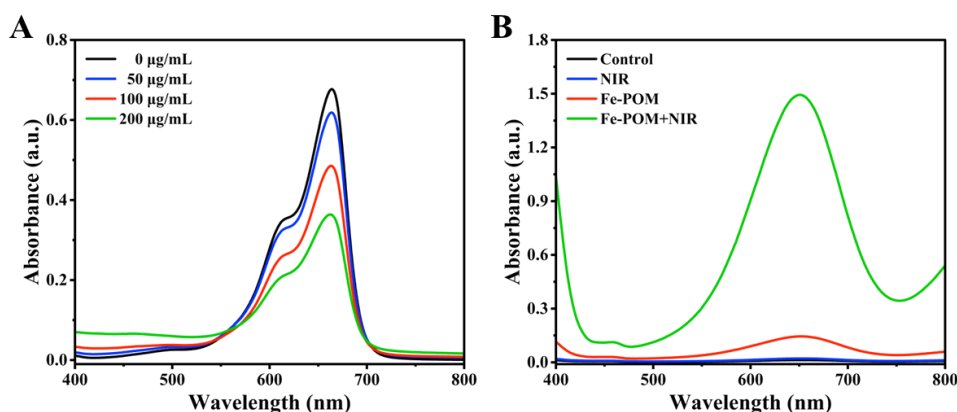 A
0.8
0.6
0.4
0.2
0.0
Absorbance (a.u.)
0 μg/mL
50 μg/mL
100 μg/mL
200 μg/mL
400 500 600 700 800
Wavelength (nm)
B
1.8
1.5
1.2
0.9
0.6
0.3
0.0
Absorbance (a.u.)
Control
NIR
Fe-POM
Fe-POM+NIR
400 500 600 700 800
Wavelength (nm)